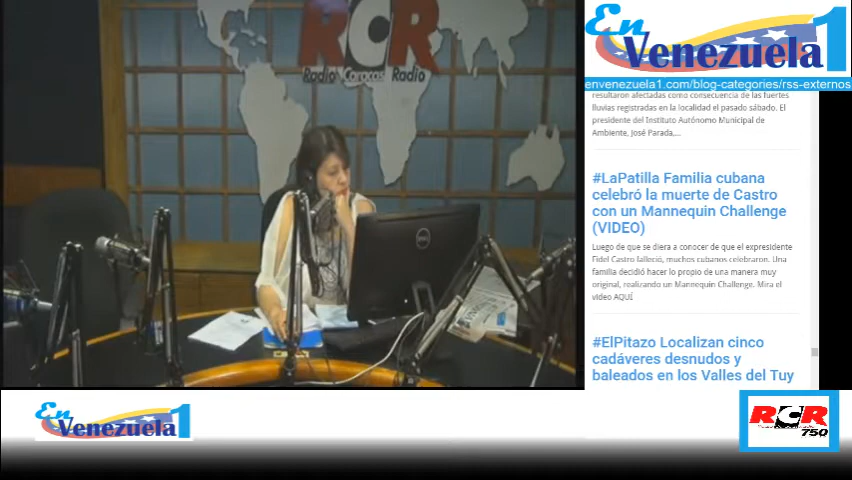 RCR
Radio Caracas Radio
DELL
En
Venezuela 1
envenezuela1.com/blog-categories/rss-externos
resultaron afectadas como consecuencia de las fuertes
lluvias registradas en la localidad el pasado sábado. El
presidente del Instituto Autónomo Municipal de
Ambiente, José Parada,...
#LaPatilla Familia cubana
celebró la muerte de Castro
con un Mannequin Challenge
(VIDEO)
Luego de que se diera a conocer de que el expresidente
Fidel Castro falleció, muchos cubanos celebraron. Una
familia decidió hacer lo propio de una manera muy
original, realizando un Mannequin Challenge. Mira el
video AQUÍ
#ElPitazo Localizan cinco
cadáveres desnudos y
baleados en los Valles del Tuy
En
Venezuela 1
RCR
750